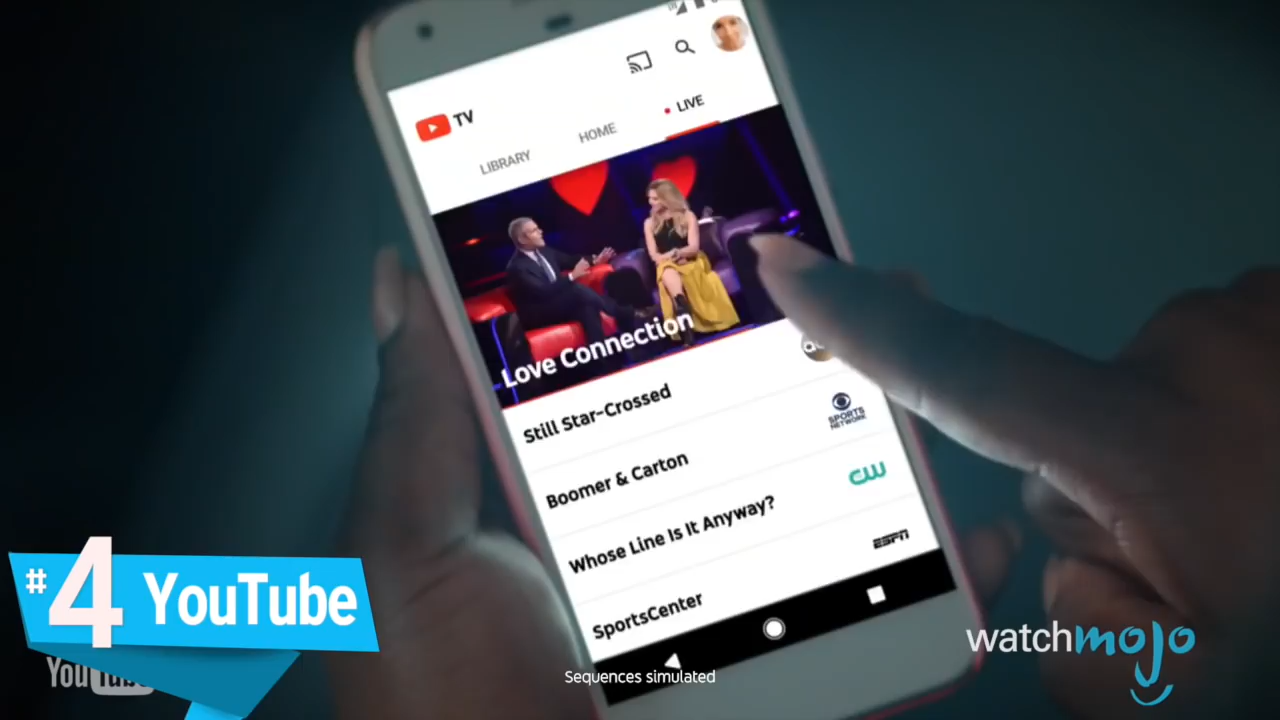 TV
LIBRARY
HOME
LIVE
Love Connection
Still Star-Crossed
abc
Boomer & Carton
SPORTS
NETWORK
Whose Line Is It Anyway?
CW
SportsCenter
ESPN
#4 YouTube
YouTube
Sequences simulated
watchmojo